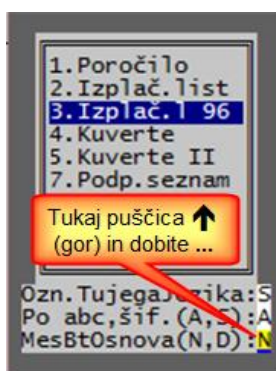 1.Poročilo
2.Izplač.list
3.Izplač.l 96
4.Kuverte
5.Kuverte II
7.Podp.seznam
Tukaj puščica ↑
(gor) in dobite ...
Ozn.TujegaJezika:S
Po abc,šif.(A,S):A
MesBtOsnova(N,D):N